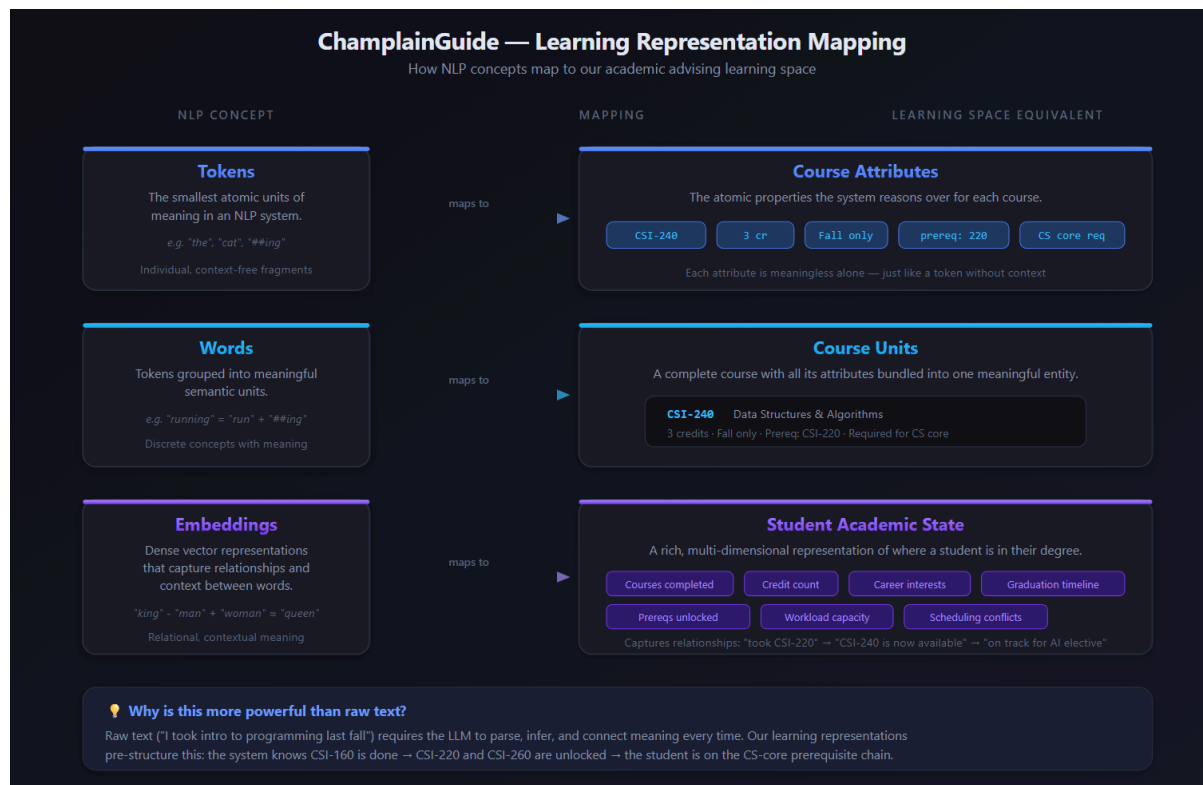 ChamplainGuide — Learning Representation Mapping
How NLP concepts map to our academic advising learning space
NLP CONCEPT
MAPPING
LEARNING SPACE EQUIVALENT
Tokens
The smallest atomic units of
meaning in an NLP system.
e.g. "the", "cat", "##ing"
Individual, context-free fragments
maps to
Course Attributes
The atomic properties the system reasons over for each course.
CSI-240
3 cr
Fall only
prereq: 220
CS core req
Each attribute is meaningless alone — just like a token without context
Words
Tokens grouped into meaningful
semantic units.
e.g. "running" = "run" + "##ing"
Discrete concepts with meaning
maps to
Course Units
A complete course with all its attributes bundled into one meaningful entity.
CSI-240 Data Structures & Algorithms
3 credits · Fall only · Prereq: CSI-220 · Required for CS core
Embeddings
Dense vector representations
that capture relationships and
context between words.
"king" - "man" + "woman" = "queen"
Relational, contextual meaning
maps to
Student Academic State
A rich, multi-dimensional representation of where a student is in their degree.
Courses completed
Credit count
Career interests
Graduation timeline
Prereqs unlocked
Workload capacity
Scheduling conflicts
Captures relationships: "took CSI-220" → "CSI-240 is now available" → "on track for AI elective"
💡 Why is this more powerful than raw text?
Raw text ("I took intro to programming last fall") requires the LLM to parse, infer, and connect meaning every time. Our learning representations
pre-structure this: the system knows CSI-160 is done → CSI-220 and CSI-260 are unlocked → the student is on the CS-core prerequisite chain.